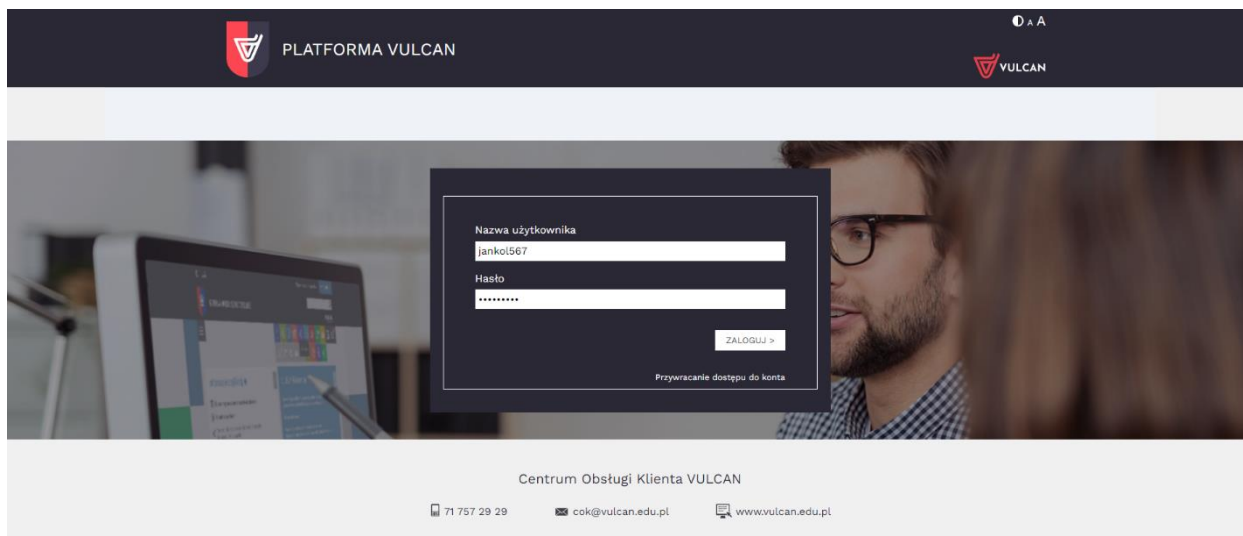 A A
PLATFORMA VULCAN
VULCAN
Nazwa użytkownika
jankol567
Hasło
•••••••••
ZALOGUJ >
Przywracanie dostępu do konta
Centrum Obsługi Klienta VULCAN
71 757 29 29 cok@vulcan.edu.pl www.vulcan.edu.pl